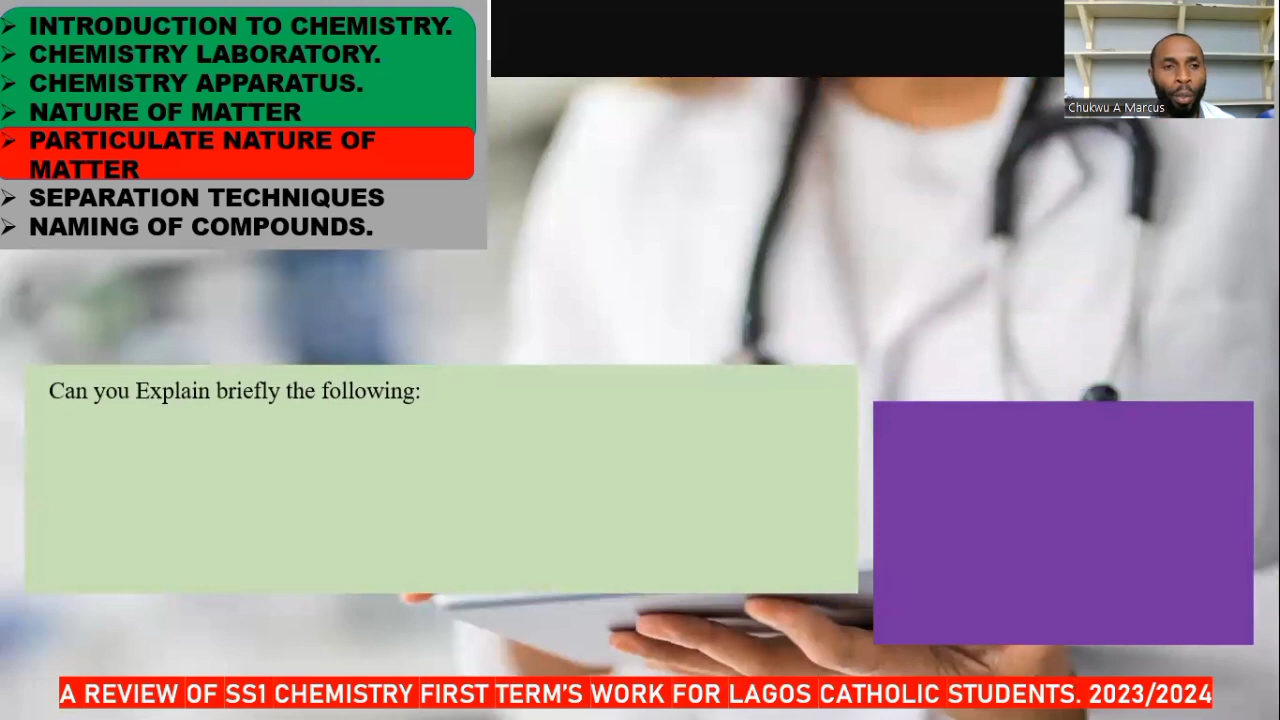 INTRODUCTION TO CHEMISTRY.
CHEMISTRY LABORATORY.
CHEMISTRY APPARATUS.
NATURE OF MATTER
PARTICULATE NATURE OF
MATTER
SEPARATION TECHNIQUES
NAMING OF COMPOUNDS.
Chukwu A Marcus
Can you Explain briefly the following:
A REVIEW OF SS1 CHEMISTRY FIRST TERM'S WORK FOR LAGOS CATHOLIC STUDENTS. 2023/2024